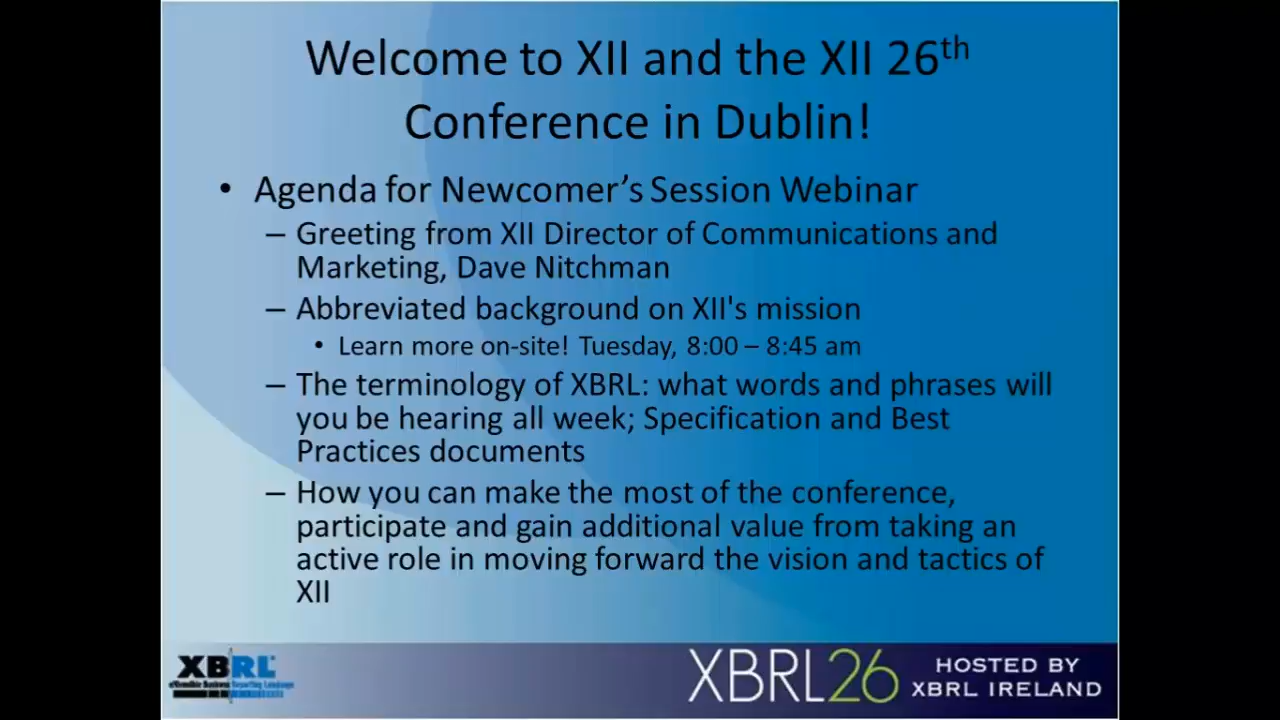 Welcome to XII and the XII 26th
Conference in Dublin!
• Agenda for Newcomer's Session Webinar
– Greeting from XII Director of Communications and
Marketing, Dave Nitchman
– Abbreviated background on XII's mission
• Learn more on-site! Tuesday, 8:00 – 8:45 am
– The terminology of XBRL: what words and phrases will
you be hearing all week; Specification and Best
Practices documents
– How you can make the most of the conference,
participate and gain additional value from taking an
active role in moving forward the vision and tactics of
XII
XBRL
eXtensible Business Reporting Language
XBRL26
HOSTED BY
XBRL IRELAND